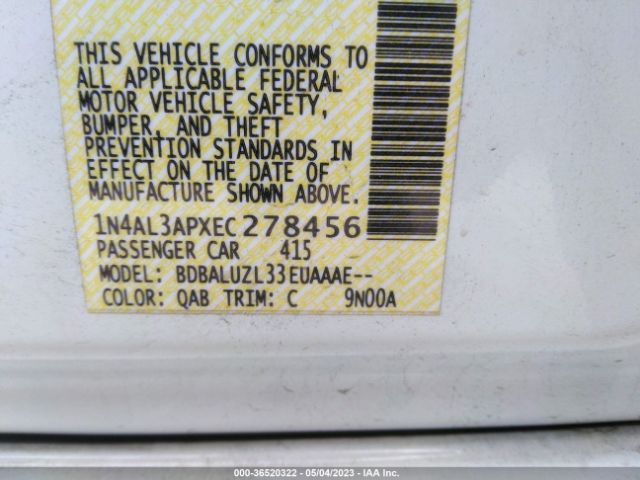 THIS VEHICLE CONFORMS TO
ALL APPLICABLE FEDERAL
MOTOR VEHICLE SAFETY,
BUMPER, AND THEFT
PREVENTION STANDARDS IN
EFFECT ON THE DATE OF
MANUFACTURE SHOWN ABOVE.
1N4AL3APXEC278456
PASSENGER CAR 415
MODEL: BDBALUZL33EUAAAE--
COLOR: QAB TRIM: C 9N00A
000-36520322 - 05/04/2023 - IAA Inc.